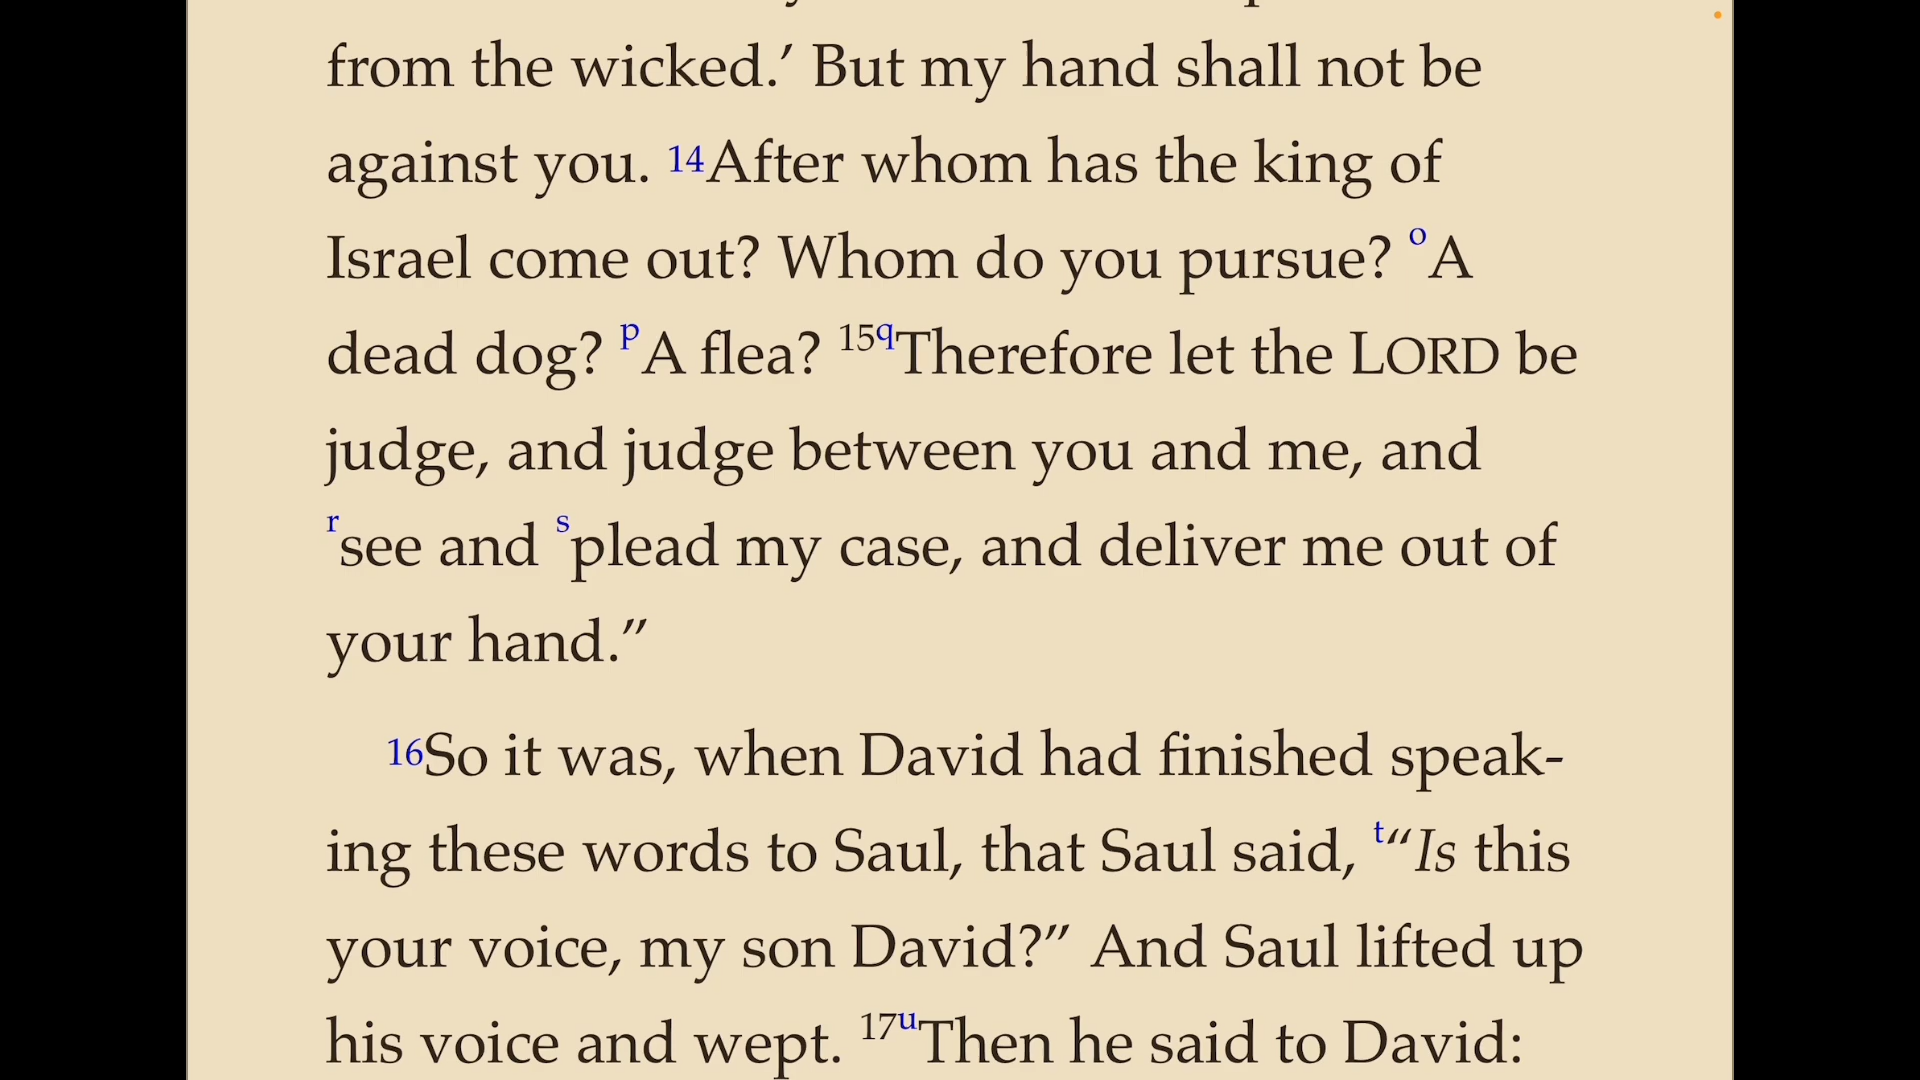 from the wicked.’ But my hand shall not be
against you. 14After whom has the king of
Israel come out? Whom do you pursue? oA
dead dog? pA flea? 15qTherefore let the LORD be
judge, and judge between you and me, and
rsee and splead my case, and deliver me out of
your hand.”
16So it was, when David had finished speak-
ing these words to Saul, that Saul said, t“Is this
your voice, my son David?” And Saul lifted up
his voice and wept. 17uThen he said to David: